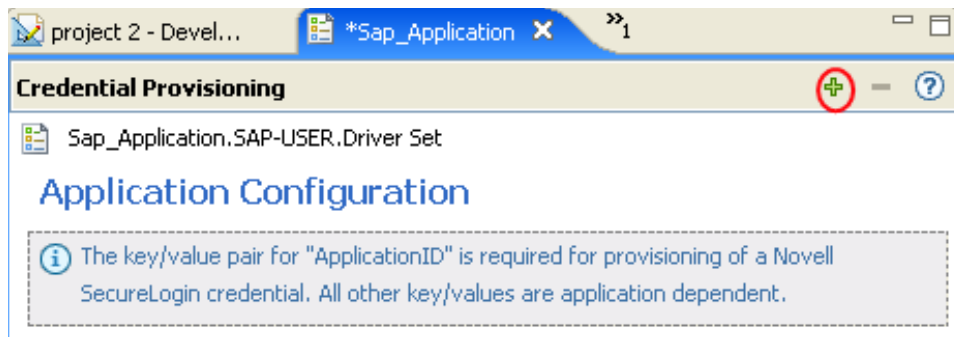 project 2 - Devel... *Sap_Application »1
Credential Provisioning
Sap_Application.SAP-USER.Driver Set
Application Configuration
The key/value pair for "ApplicationID" is required for provisioning of a Novell
SecureLogin credential. All other key/values are application dependent.